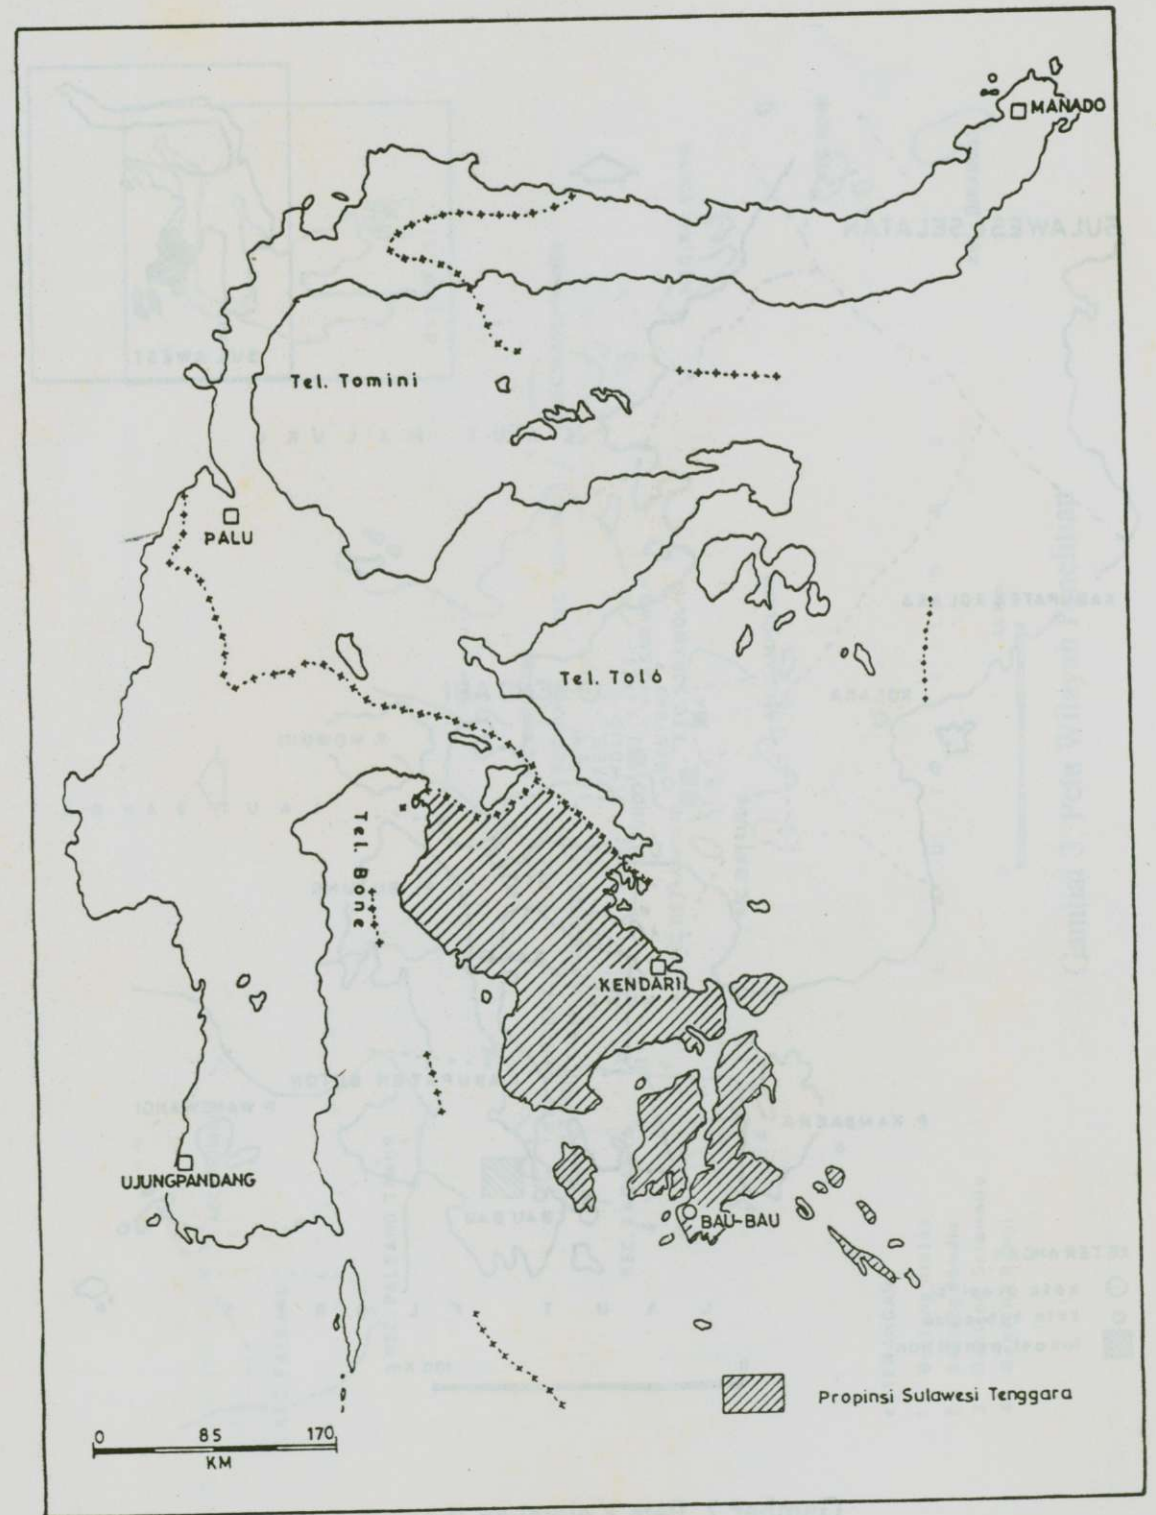 MANADO
Tel. Tomini
PALU
Tel. Tolo
Tel. Bone
KENDARI
UJUNGPANDANG
BAU-BAU
Propinsi Sulawesi Tenggara
0 85 170
KM